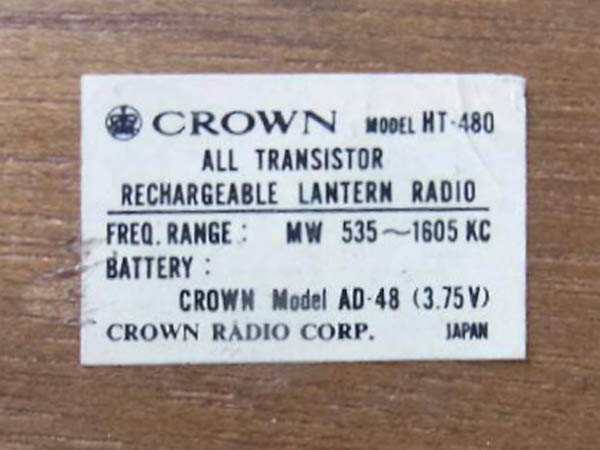 CROWN MODEL HT-480
ALL TRANSISTOR
RECHARGEABLE LANTERN RADIO
FREQ. RANGE: MW 535~1605 KC
BATTERY:
CROWN Model AD-48 (3.75V)
CROWN RADIO CORP. JAPAN